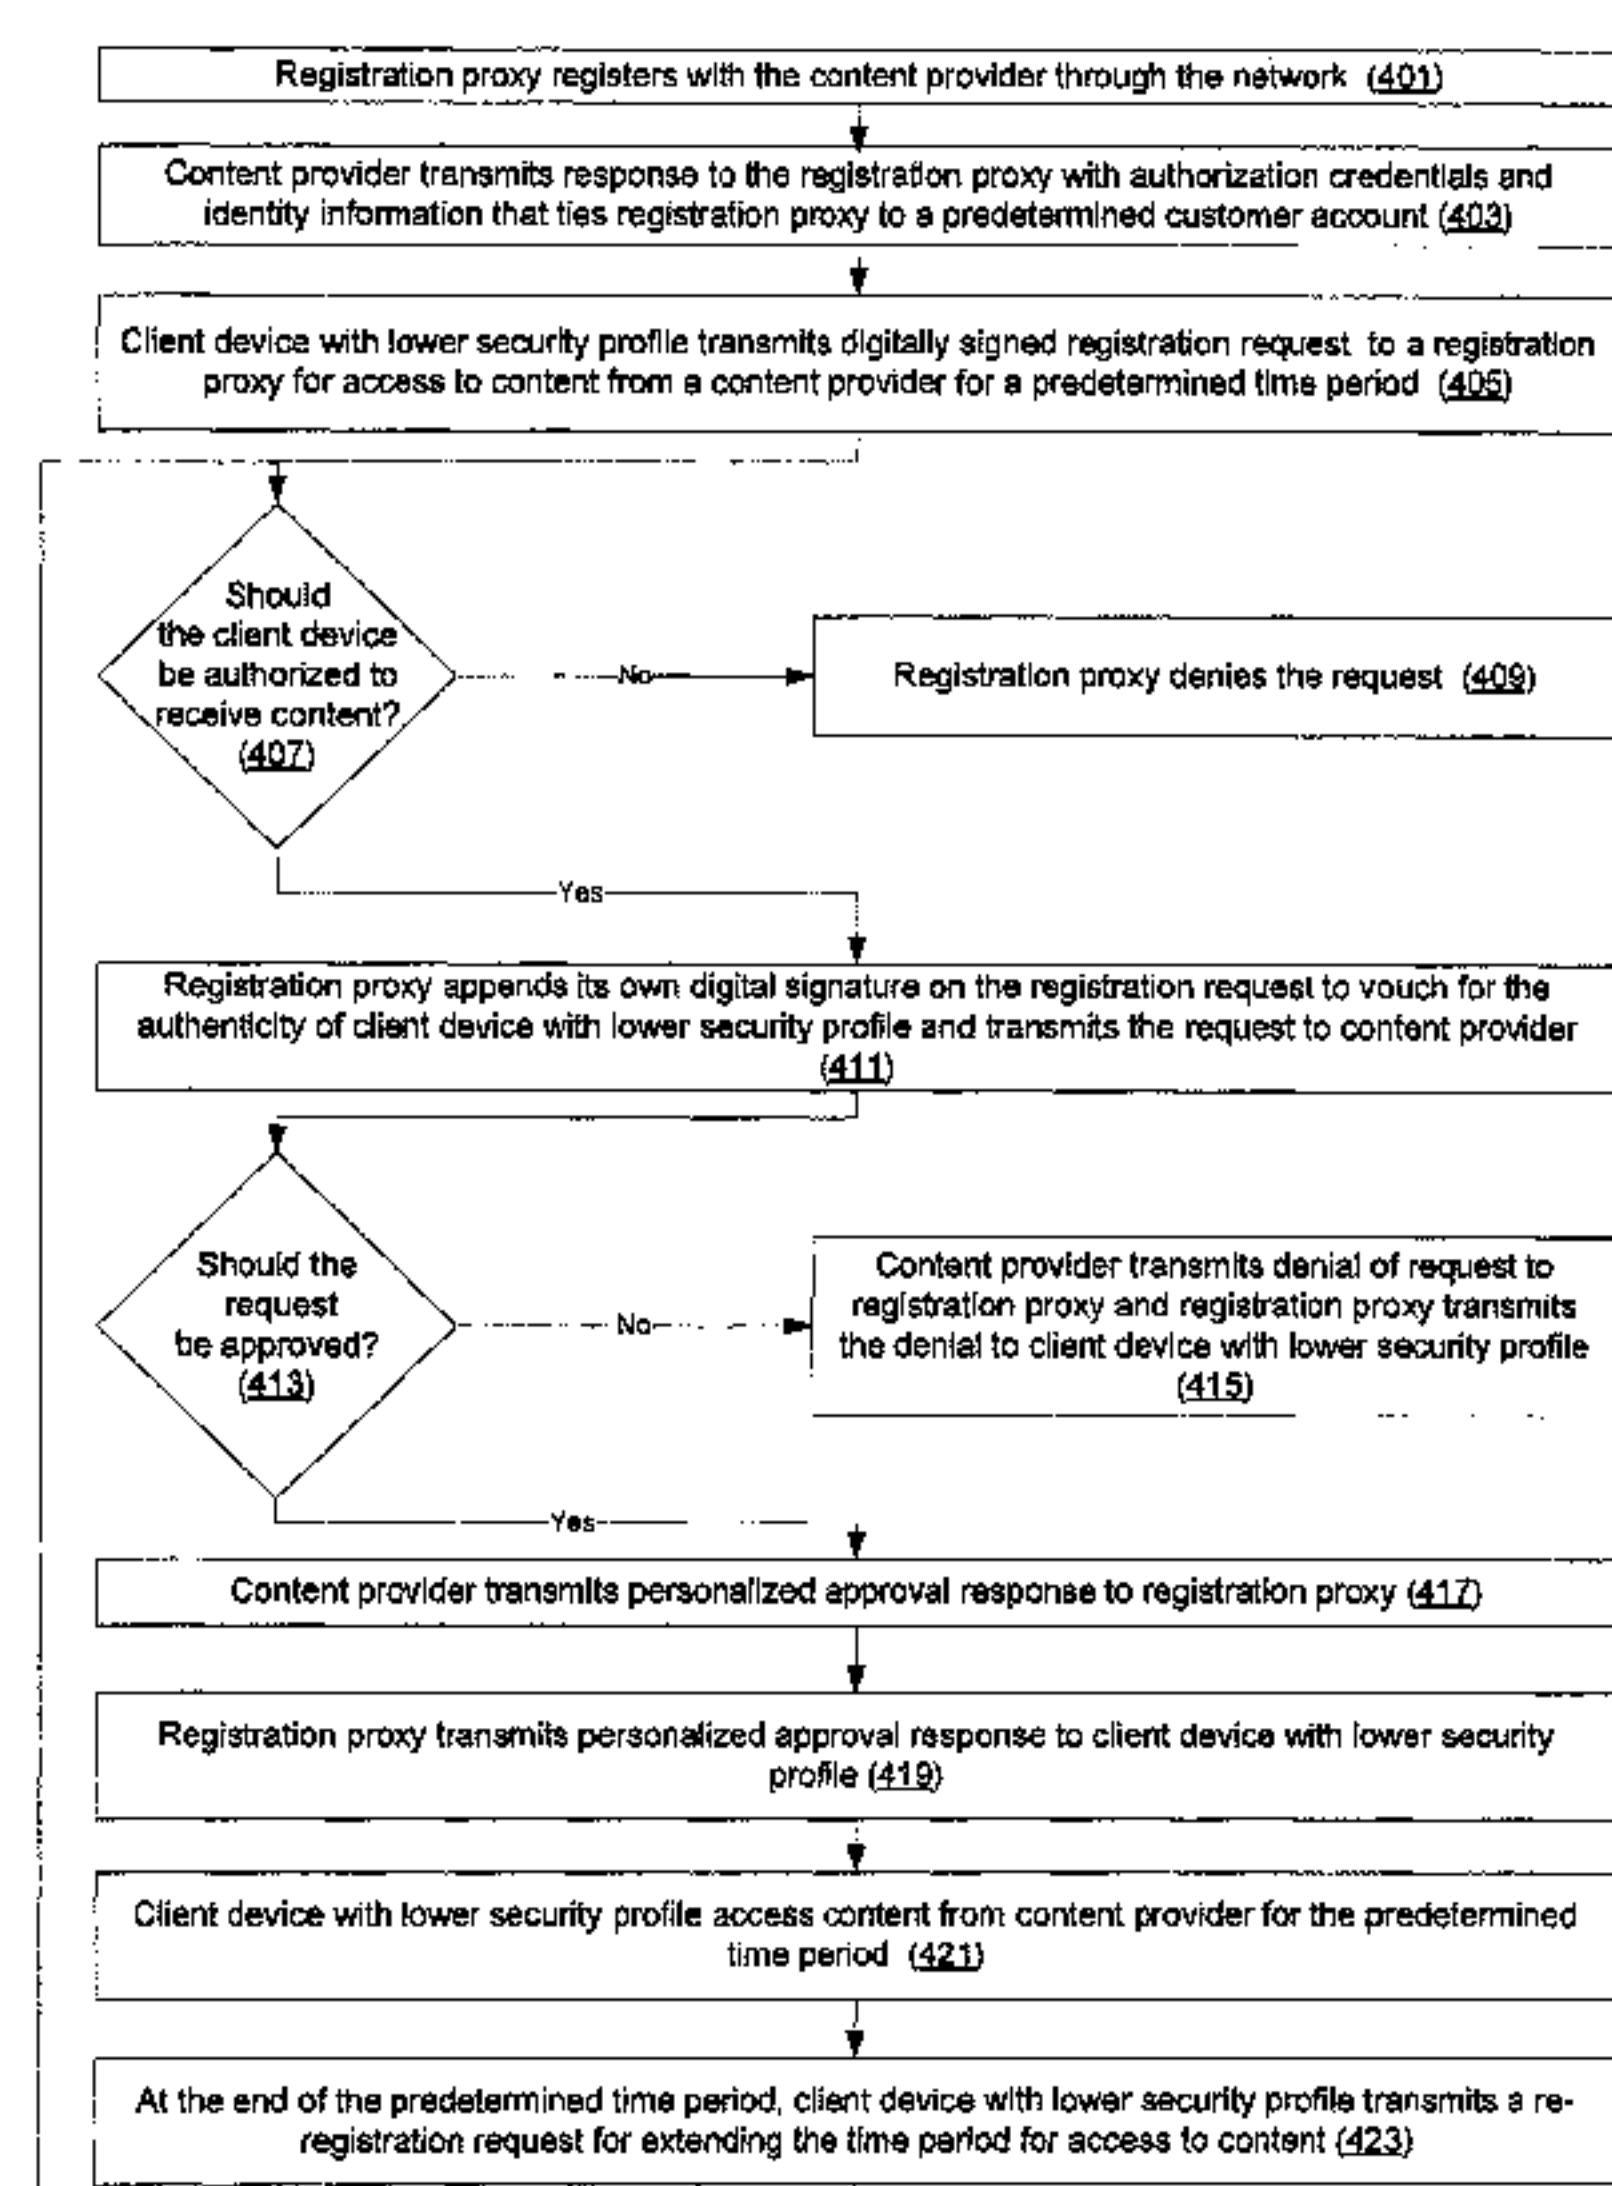 Registration proxy registers with the content provider through the network (401)
Content provider transmits response to the registration proxy with authorization credentials and
identity information that ties registration proxy to a predetermined customer account (403)
Client device with lower security profile transmits digitally signed registration request to a registration
proxy for access to content from a content provider for a predetermined time period (405)
Should
the client device
be authorized to
receive content?
(407)
No
Registration proxy denies the request (409)
Yes
Registration proxy appends its own digital signature on the registration request to vouch for the
authenticity of client device with lower security profile and transmits the request to content provider
(411)
Should the
request
be approved?
(413)
No
Content provider transmits denial of request to
registration proxy and registration proxy transmits
the denial to client device with lower security profile
(415)
Yes
Content provider transmits personalized approval response to registration proxy (417)
Registration proxy transmits personalized approval response to client device with lower security
profile (419)
Client device with lower security profile access content from content provider for the predetermined
time period (421)
At the end of the predetermined time period, client device with lower security profile transmits a re-
registration request for extending the time period for access to content (423)